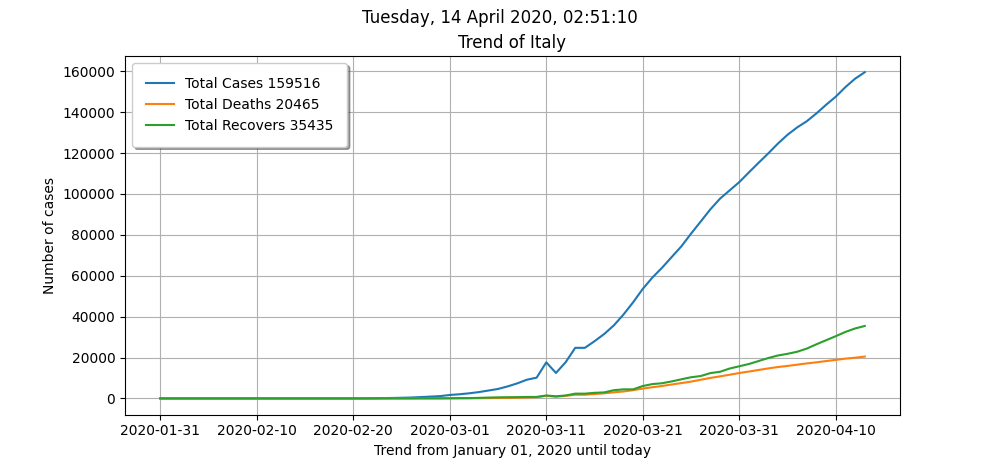 Tuesday, 14 April 2020, 02:51:10
Trend of Italy
Total Cases 159516
Total Deaths 20465
Total Recovers 35435
Number of cases
160000
140000
120000
100000
80000
60000
40000
20000
0
2020-01-31 2020-02-10 2020-02-20 2020-03-01 2020-03-11 2020-03-21 2020-03-31 2020-04-10
Trend from January 01, 2020 until today